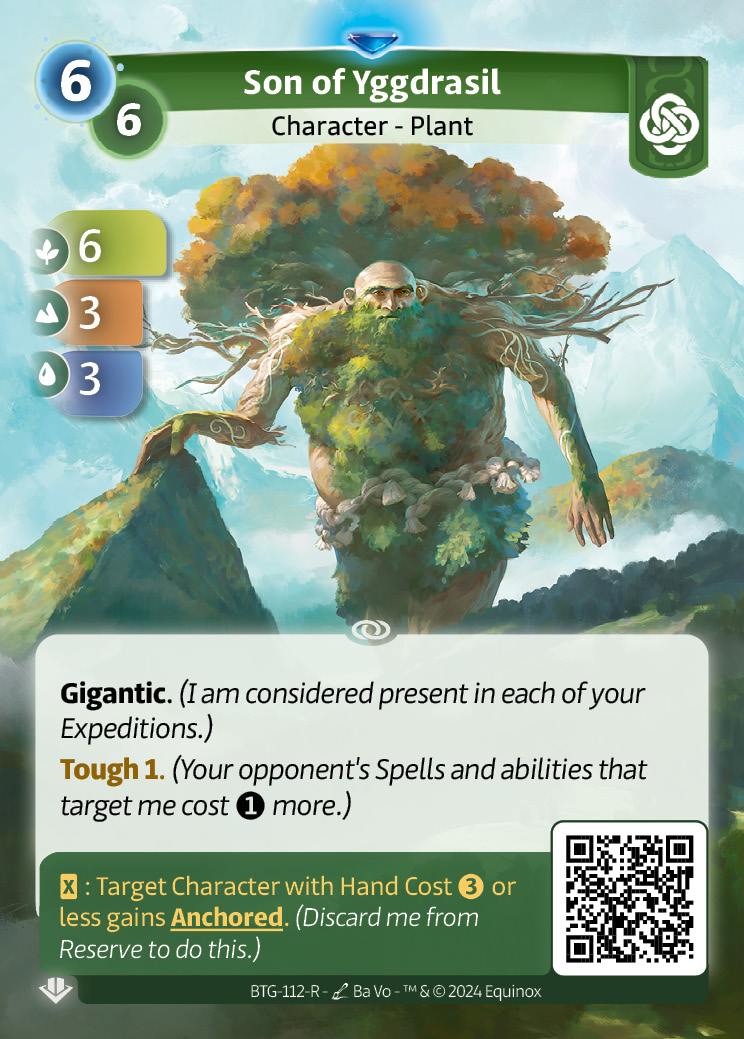 6
Son of Yggdrasil
6
Character - Plant
6
3
3
Gigantic. (I am considered present in each of your
Expeditions.)
Tough 1. (Your opponent's Spells and abilities that
target me cost 1 more.)
X : Target Character with Hand Cost 3 or
less gains Anchored. (Discard me from
Reserve to do this.)
BTG-112-R - Ba Vo - ™ & © 2024 Equinox